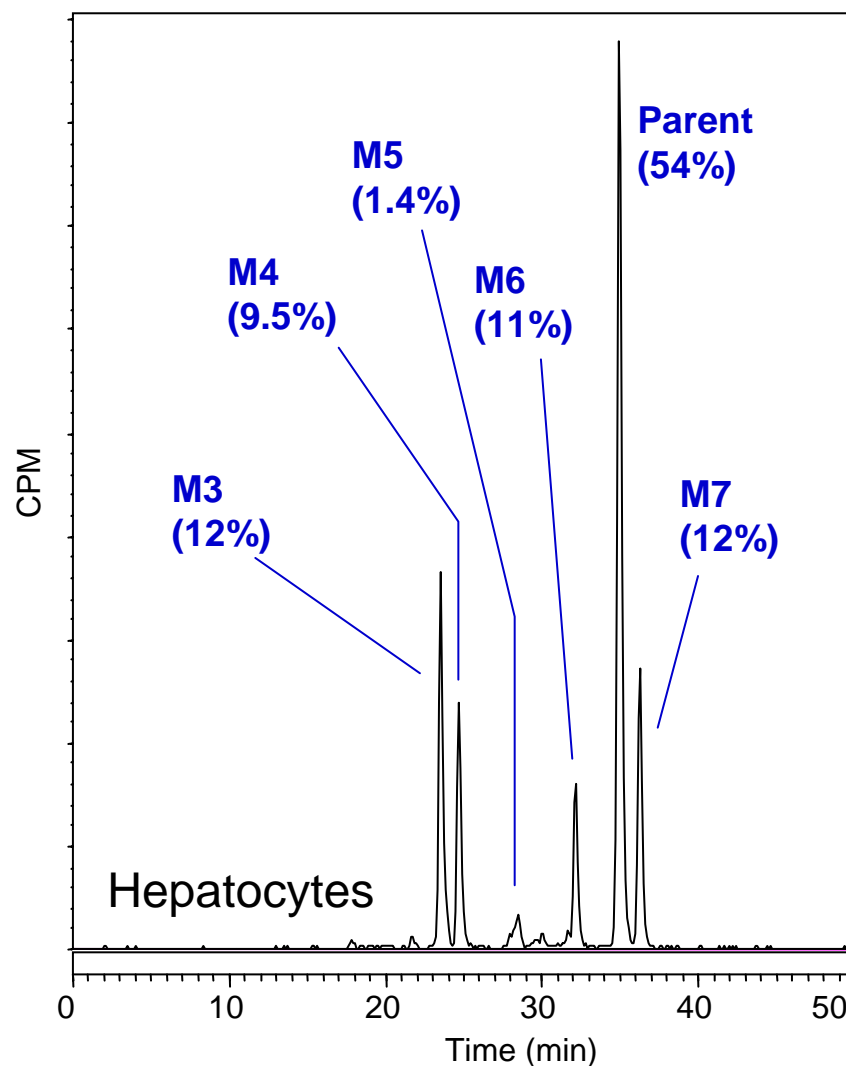 Parent
(54%)
M5
(1.4%)
M4
(9.5%)
M6
(11%)
M3
(12%)
M7
(12%)
CPM
Hepatocytes
0 10 20 30 40 50
Time (min)